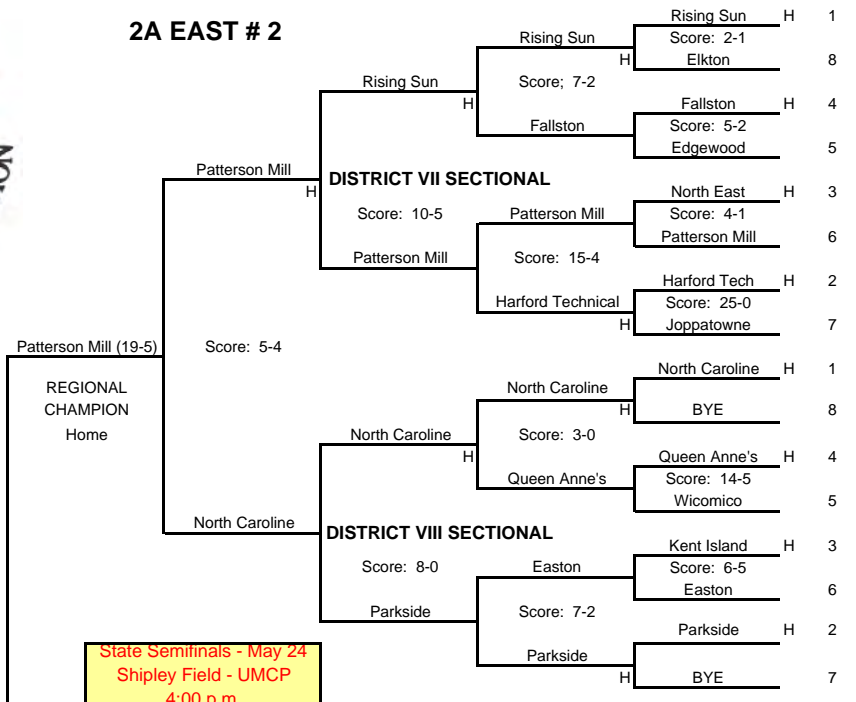 2A EAST # 2
Rising Sun H 1
Score: 2-1
Elkton 8
Rising Sun
H
Score; 7-2
Fallston H 4
Score: 5-2
Edgewood 5
Fallston
Rising Sun
H
Patterson Mill
H
DISTRICT VII SECTIONAL
Score: 10-5
North East H 3
Score: 4-1
Patterson Mill 6
Patterson Mill
Score: 15-4
Patterson Mill
Harford Tech H 2
Score: 25-0
Joppatowne 7
Harford Technical
H
Patterson Mill (19-5)
Score: 5-4
REGIONAL
CHAMPION
Home
North Caroline H 1
BYE 8
North Caroline
H
Score: 3-0
North Caroline
H
Queen Anne's H 4
Score: 14-5
Wicomico 5
Queen Anne's
North Caroline
DISTRICT VIII SECTIONAL
Score: 8-0
Kent Island H 3
Score: 6-5
Easton 6
Easton
Score: 7-2
Parkside
Parkside H 2
BYE 7
Parkside
H
State Semifinals - May 24
Shipley Field - UMCP
4:00 p.m.